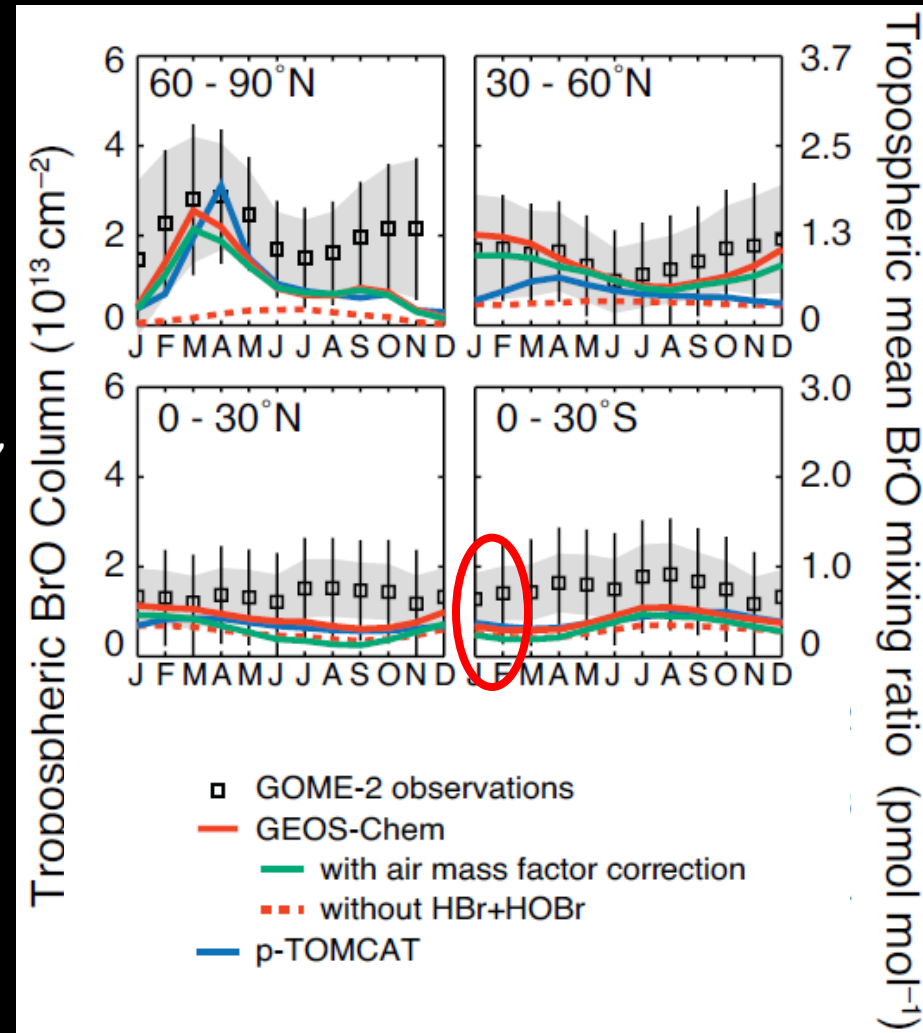 Tropospheric BrO Column (10¹³ cm⁻²)
Tropospheric mean BrO mixing ratio (pmol mol⁻¹)
60 - 90°N
6
4
2
0
J F M A M J J A S O N D
30 - 60°N
3.7
2.5
1.3
0
J F M A M J J A S O N D
0 - 30°N
6
4
2
0
J F M A M J J A S O N D
0 - 30°S
3.0
2.0
1.0
0
J F M A M J J A S O N D
GOME-2 observations
GEOS-Chem
with air mass factor correction
without HBr+HOBr
p-TOMCAT